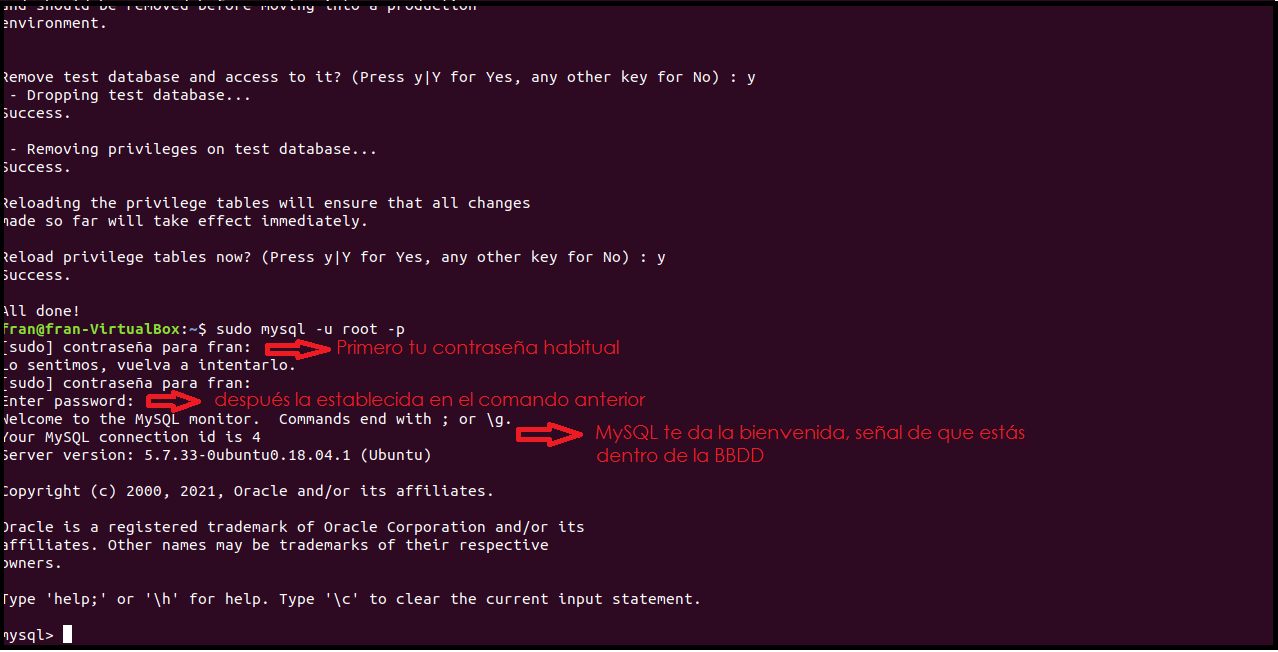 and should be removed before moving into a production
environment.
Remove test database and access to it? (Press y|Y for Yes, any other key for No) : y
- Dropping test database...
Success.
- Removing privileges on test database...
Success.
Reloading the privilege tables will ensure that all changes
made so far will take effect immediately.
Reload privilege tables now? (Press y|Y for Yes, any other key for No) : y
Success.
All done!
fran@fran-VirtualBox:~$ sudo mysql -u root -p
[sudo] contraseña para fran: Primero tu contraseña habitual
Lo sentimos, vuelva a intentarlo.
[sudo] contraseña para fran:
Enter password: después la establecida en el comando anterior
Welcome to the MySQL monitor.  Commands end with ; or \g.
MySQL te da la bienvenida, señal de que estás
Your MySQL connection id is 4
dentro de la BBDD
Server version: 5.7.33-0ubuntu0.18.04.1 (Ubuntu)
Copyright (c) 2000, 2021, Oracle and/or its affiliates.
Oracle is a registered trademark of Oracle Corporation and/or its
affiliates. Other names may be trademarks of their respective
owners.
Type 'help;' or '\h' for help. Type '\c' to clear the current input statement.
mysql>